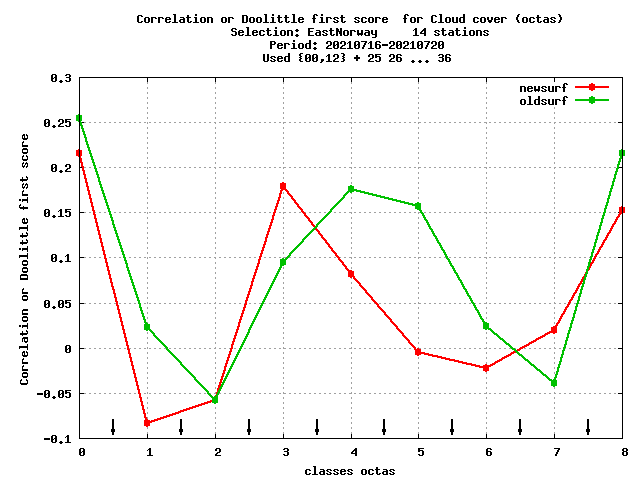 Correlation or Doolittle first score  for Cloud cover (octas)
Selection: EastNorway     14 stations
Period: 20210716-20210720
Used {00,12} + 25 26 ... 36
newsurf
oldsurf
Correlation or Doolittle first score
0.3
0.25
0.2
0.15
0.1
0.05
0
-0.05
-0.1
0 1 2 3 4 5 6 7 8
classes octas